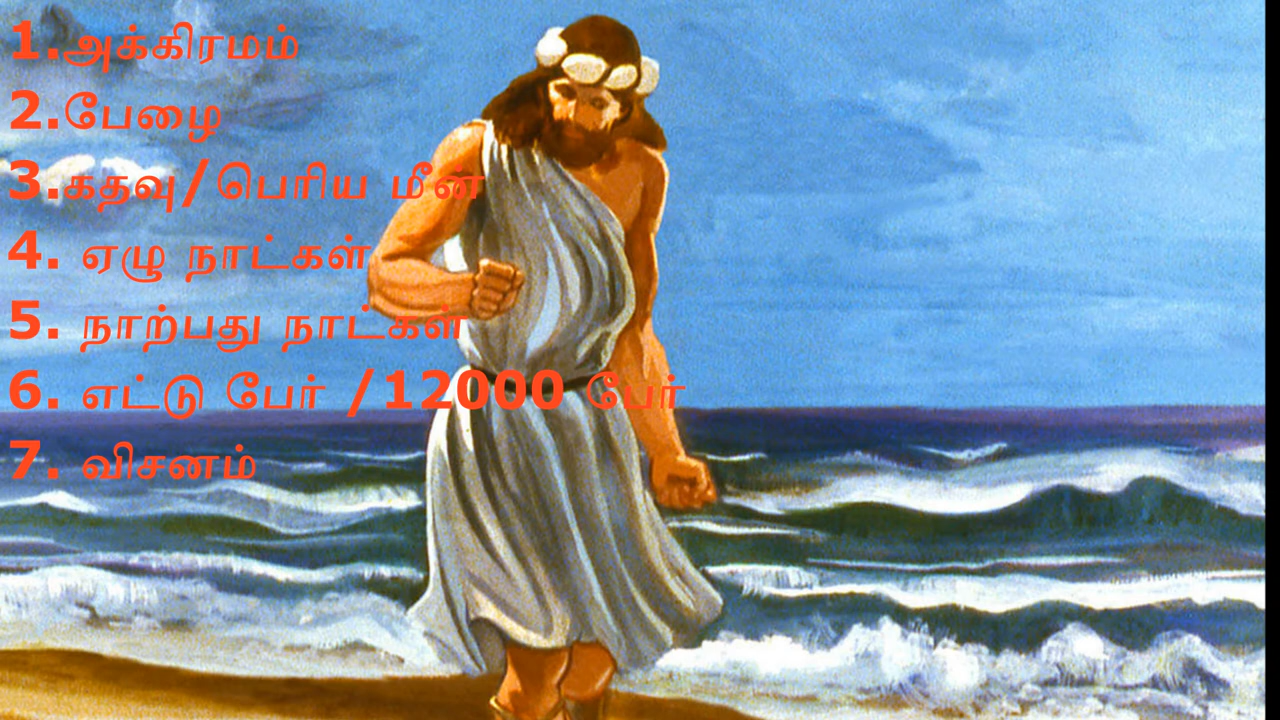 1.அக்கிரமம்
2.பேழை
3.கதவு/பெரிய மீன்
4. ஏழு நாட்கள்
5. நாற்பது நாட்கள்
6. எட்டு பேர் /12000 பேர்
7. விசனம்